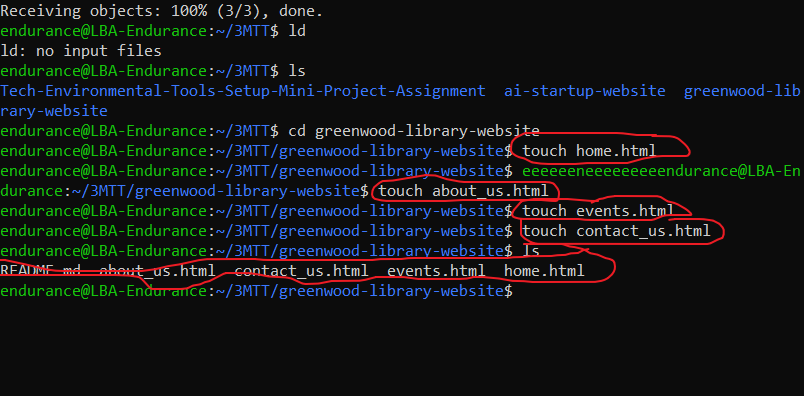 Receiving objects: 100% (3/3), done.
endurance@LBA-Endurance:~/3MTT$ ld
ld: no input files
endurance@LBA-Endurance:~/3MTT$ ls
Tech-Environmental-Tools-Setup-Mini-Project-Assignment  ai-startup-website  greenwood-lib
rary-website
endurance@LBA-Endurance:~/3MTT$ cd greenwood-library-website
endurance@LBA-Endurance:~/3MTT/greenwood-library-website$ touch home.html
endurance@LBA-Endurance:~/3MTT/greenwood-library-website$ eeeeeeneeeeeeeeeendurance@LBA-En
durance:~/3MTT/greenwood-library-website$ touch about_us.html
endurance@LBA-Endurance:~/3MTT/greenwood-library-website$ touch events.html
endurance@LBA-Endurance:~/3MTT/greenwood-library-website$ touch contact_us.html
endurance@LBA-Endurance:~/3MTT/greenwood-library-website$ ls
README.md  about_us.html  contact_us.html  events.html  home.html
endurance@LBA-Endurance:~/3MTT/greenwood-library-website$